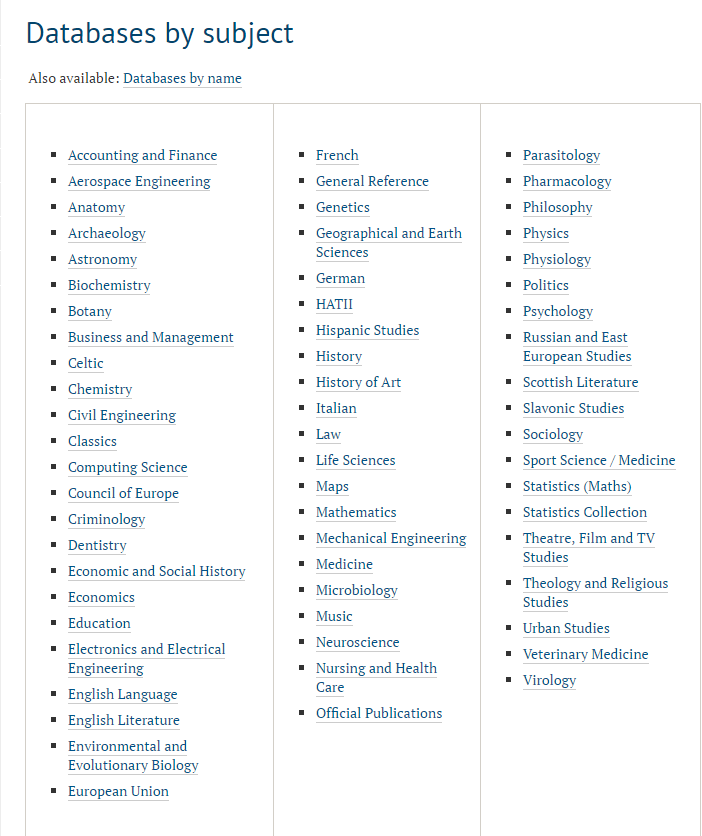 Databases by subject
Also available: Databases by name
Accounting and Finance
Aerospace Engineering
Anatomy
Archaeology
Astronomy
Biochemistry
Botany
Business and Management
Celtic
Chemistry
Civil Engineering
Classics
Computing Science
Council of Europe
Criminology
Dentistry
Economic and Social History
Economics
Education
Electronics and Electrical
Engineering
English Language
English Literature
Environmental and
Evolutionary Biology
European Union
French
General Reference
Genetics
Geographical and Earth
Sciences
German
HATII
Hispanic Studies
History
History of Art
Italian
Law
Life Sciences
Maps
Mathematics
Mechanical Engineering
Medicine
Microbiology
Music
Neuroscience
Nursing and Health
Care
Official Publications
Parasitology
Pharmacology
Philosophy
Physics
Physiology
Politics
Psychology
Russian and East
European Studies
Scottish Literature
Slavonic Studies
Sociology
Sport Science / Medicine
Statistics (Maths)
Statistics Collection
Theatre, Film and TV
Studies
Theology and Religious
Studies
Urban Studies
Veterinary Medicine
Virology